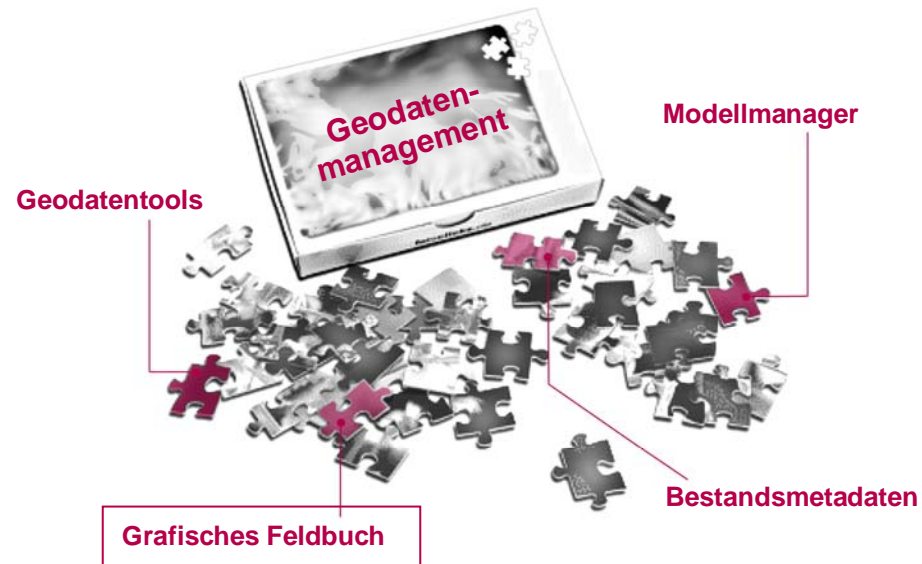 Geodaten-
management
Modellmanager
Geodatentools
Bestandsmetadaten
Grafisches Feldbuch